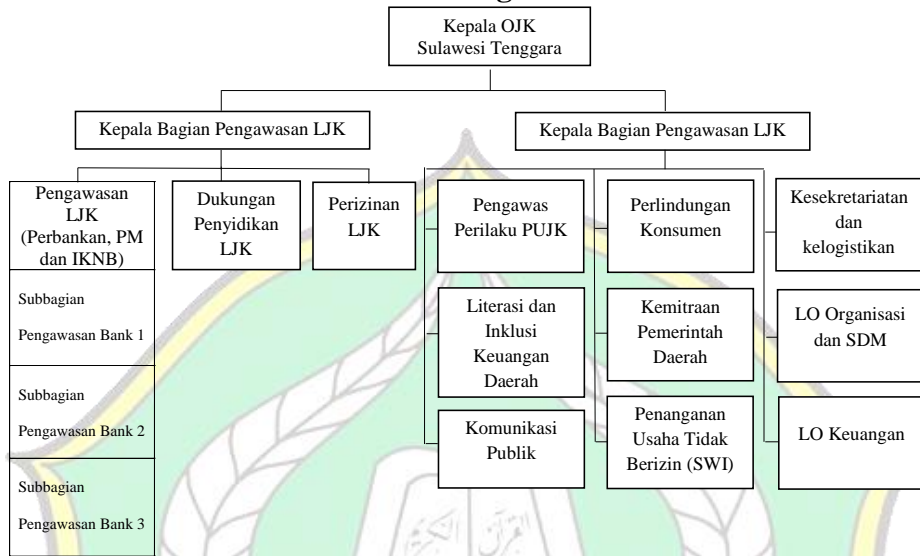 Kepala OJK
Sulawesi Tenggara
Kepala Bagian Pengawasan LJK
Kepala Bagian Pengawasan LJK
Pengawasan
LJK
(Perbankan, PM
dan IKNB)
Dukungan
Penyidikan
LJK
Perizinan
LJK
Pengawas
Perilaku PUJK
Perlindungan
Konsumen
Kesekretariatan
dan
kelogistikan
Subbagian
Pengawasan Bank 1
Literasi dan
Inklusi
Keuangan
Daerah
Kemitraan
Pemerintah
Daerah
LO Organisasi
dan SDM
Subbagian
Pengawasan Bank 2
Komunikasi
Publik
Penanganan
Usaha Tidak
Berizin (SWI)
LO Keuangan
Subbagian
Pengawasan Bank 3